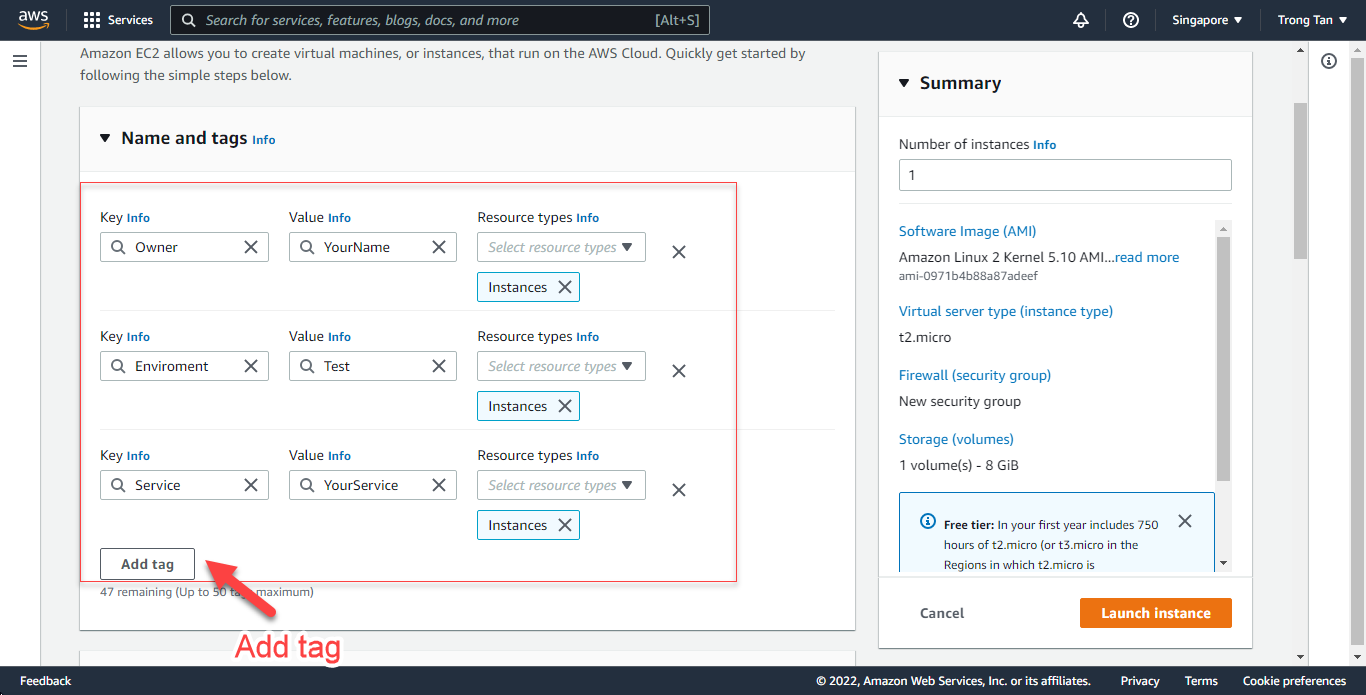 aws
Services
Search for services, features, blogs, docs, and more
[Alt+S]
Singapore
Trong Tan
Amazon EC2 allows you to create virtual machines, or instances, that run on the AWS Cloud. Quickly get started by
following the simple steps below.
Name and tags Info
Key Info
Value Info
Resource types Info
Owner
YourName
Select resource types
Instances
Key Info
Value Info
Resource types Info
Enviroment
Test
Select resource types
Instances
Key Info
Value Info
Resource types Info
Service
YourService
Select resource types
Instances
Add tag
47 remaining (Up to 50 tags maximum)
Add tag
Summary
Number of instances Info
1
Software Image (AMI)
Amazon Linux 2 Kernel 5.10 AMI...read more
ami-0971b4b88a87adeef
Virtual server type (instance type)
t2.micro
Firewall (security group)
New security group
Storage (volumes)
1 volume(s) - 8 GiB
Free tier: In your first year includes 750
hours of t2.micro (or t3.micro in the
Regions in which t2.micro is
Cancel
Launch instance
Feedback
© 2022, Amazon Web Services, Inc. or its affiliates.
Privacy
Terms
Cookie preferences